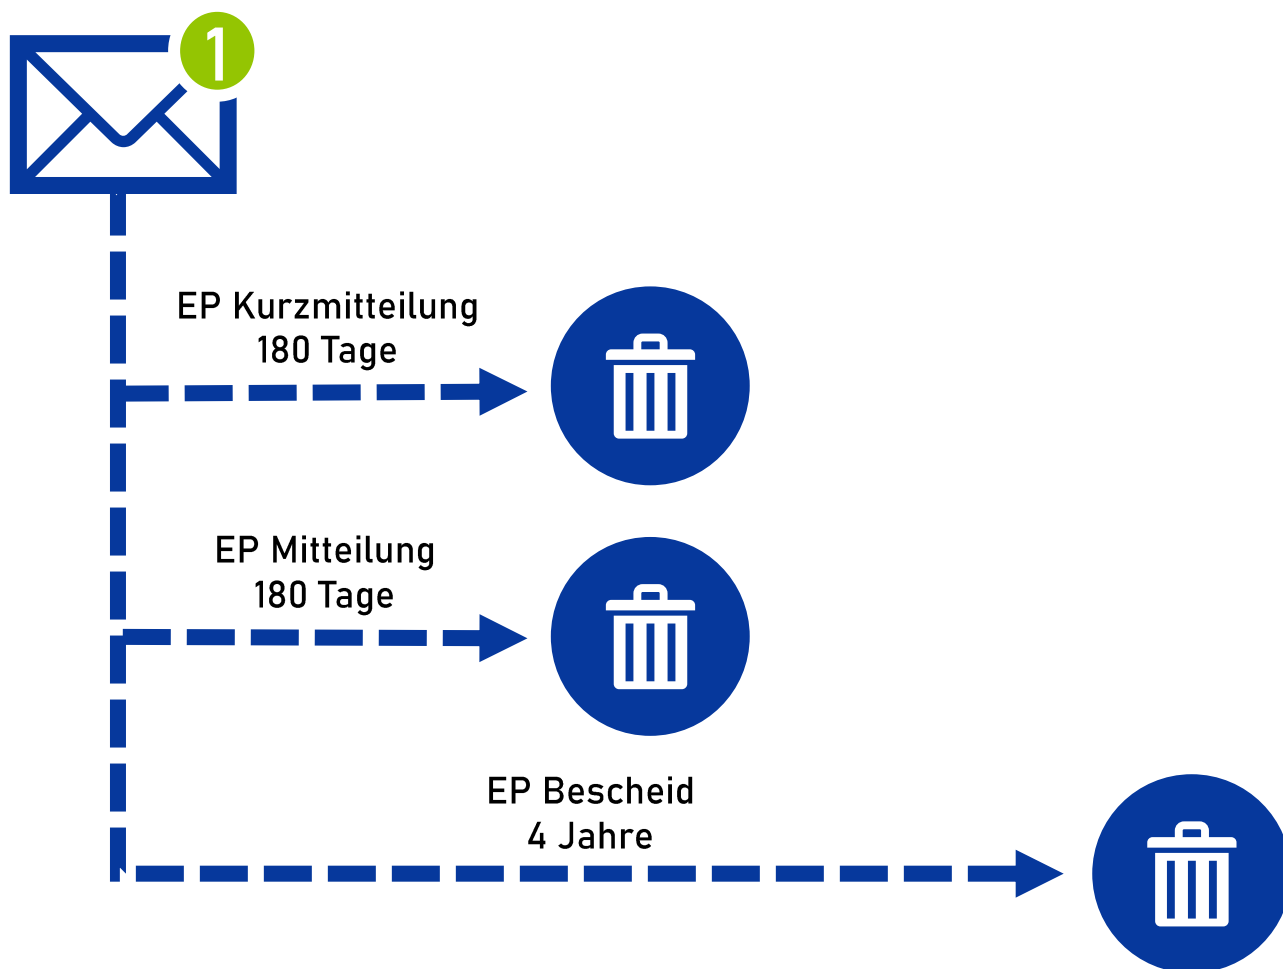 1
EP Kurzmitteilung
180 Tage
EP Mitteilung
180 Tage
EP Bescheid
4 Jahre